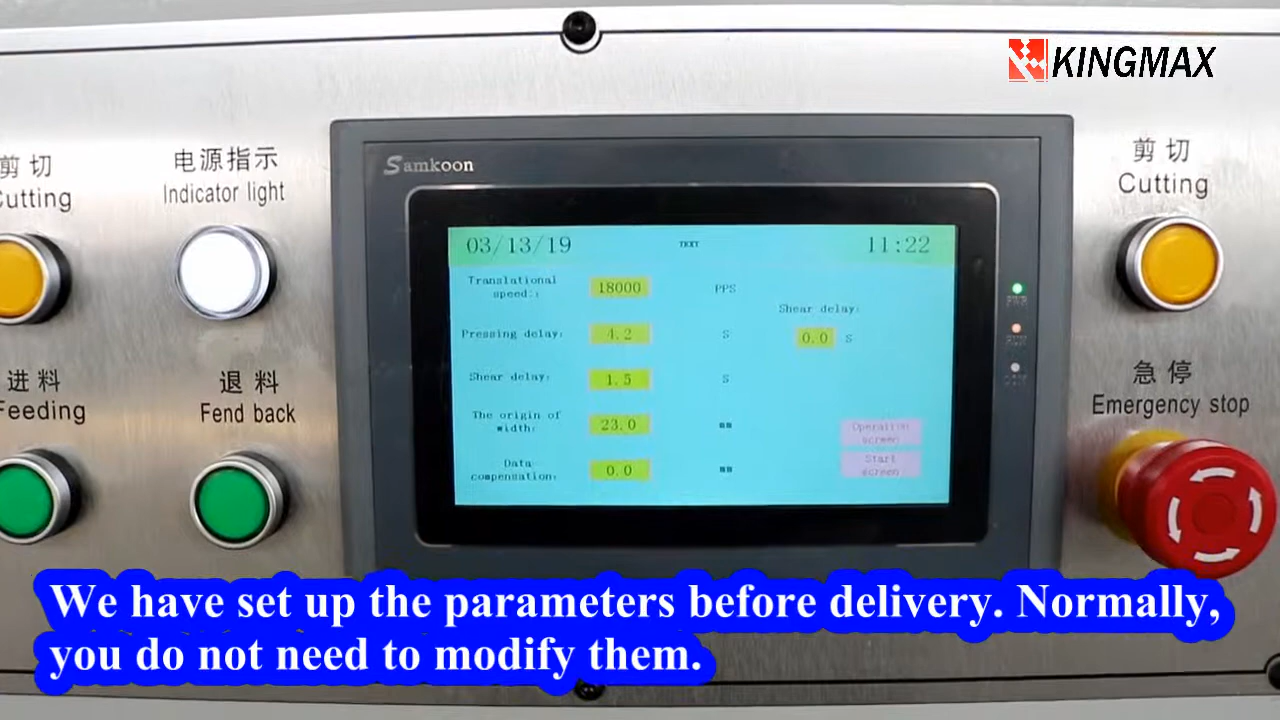 KINGMAX
剪切
Cutting
电源指示
Indicator light
Samkoon
剪切
Cutting
03/13/19
TEXT
11:22
Translational
speed:
18000
PPS
Shear delay:
0.0 S
Pressing delay:
4.2
S
Shear delay:
1.5
S
The origin of
width:
23.0
mm
Data
compensation:
0.0
mm
Operation
screen
Start
screen
PWR
进料
Feeding
退料
Fend back
急停
Emergency stop
We have set up the parameters before delivery. Normally,
you do not need to modify them.